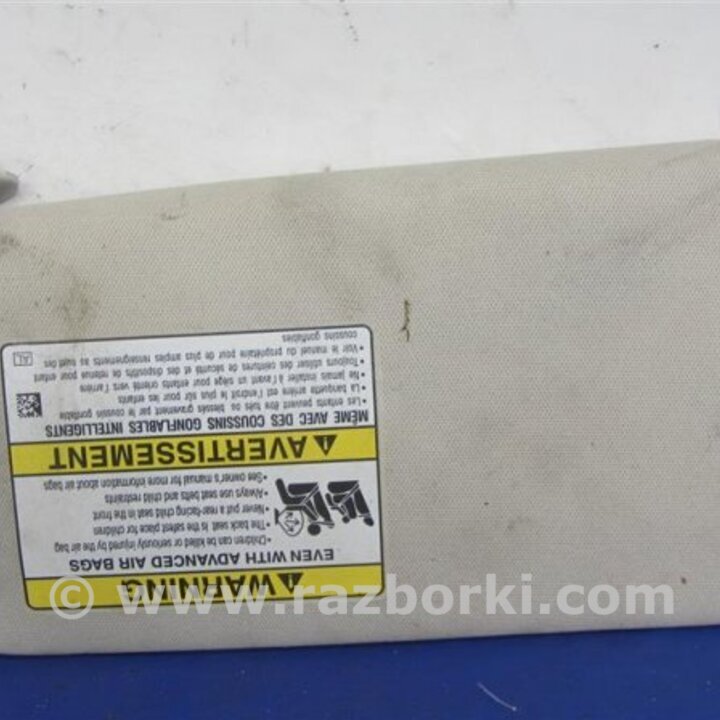 WARNING
EVEN WITH ADVANCED AIR BAGS
• Children can be killed or seriously injured by the air bag
• The back seat is the safest place for children
• Never put a rear-facing child seat in the front
• Always use seat belts and child restraints
• See owner's manual for more information about air bags
AVERTISSEMENT
MÊME AVEC DES COUSSINS GONFLABLES INTELLIGENTS
• Les enfants peuvent être tués ou blessés gravement par le coussin gonflable
• La banquette arrière est l'endroit le plus sûr pour les enfants
• Ne jamais installer à l'avant un siège pour enfants orienté vers l'arrière
• Toujours utiliser des ceintures de sécurité et des dispositifs de retenue pour enfant
• Voir le manuel du propriétaire pour de plus amples renseignements au sujet des
coussins gonflables
AL
© www.razborki.com